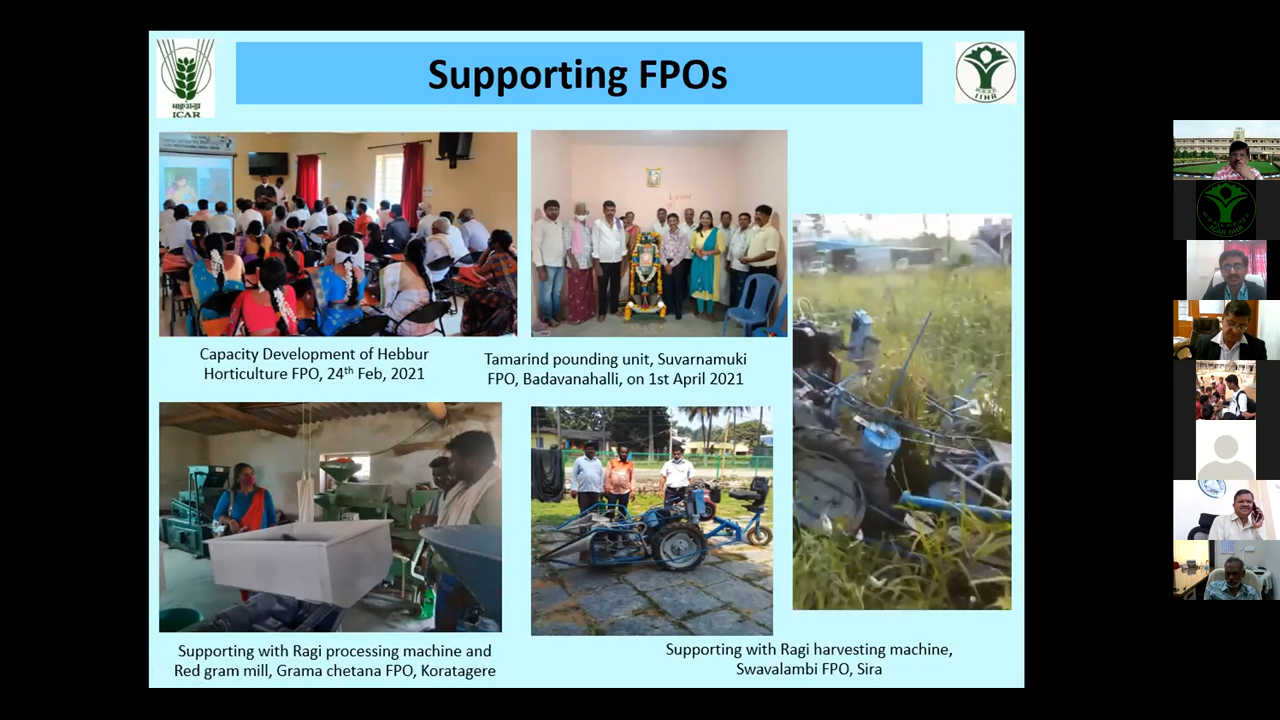 Supporting FPOs
ICAR
IIHR
Capacity Development of Hebbur
Horticulture FPO, 24th Feb, 2021
Tamarind pounding unit, Suvarnamuki
FPO, Badavanahalli, on 1st April 2021
Supporting with Ragi processing machine and
Red gram mill, Grama chetana FPO, Koratagere
Supporting with Ragi harvesting machine,
Swavalambi FPO, Sira